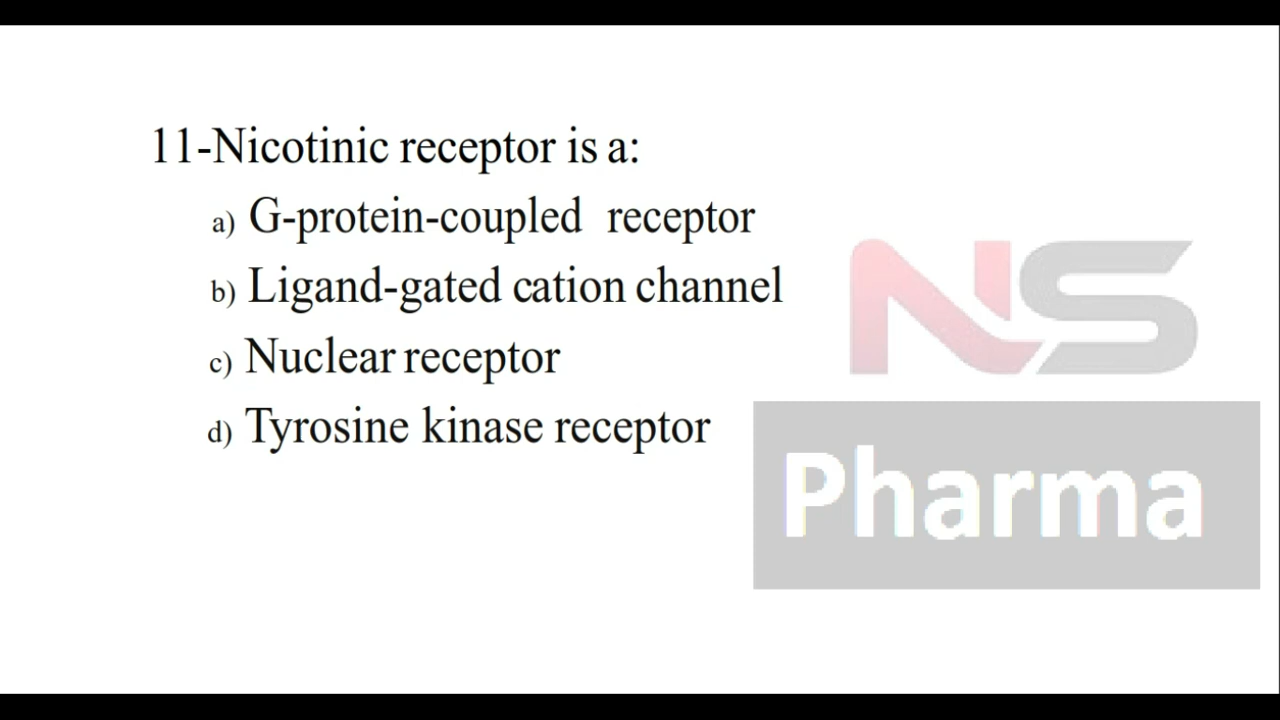 11-Nicotinic receptor is a:
a) G-protein-coupled receptor
b) Ligand-gated cation channel
c) Nuclear receptor
d) Tyrosine kinase receptor
NS
Pharma